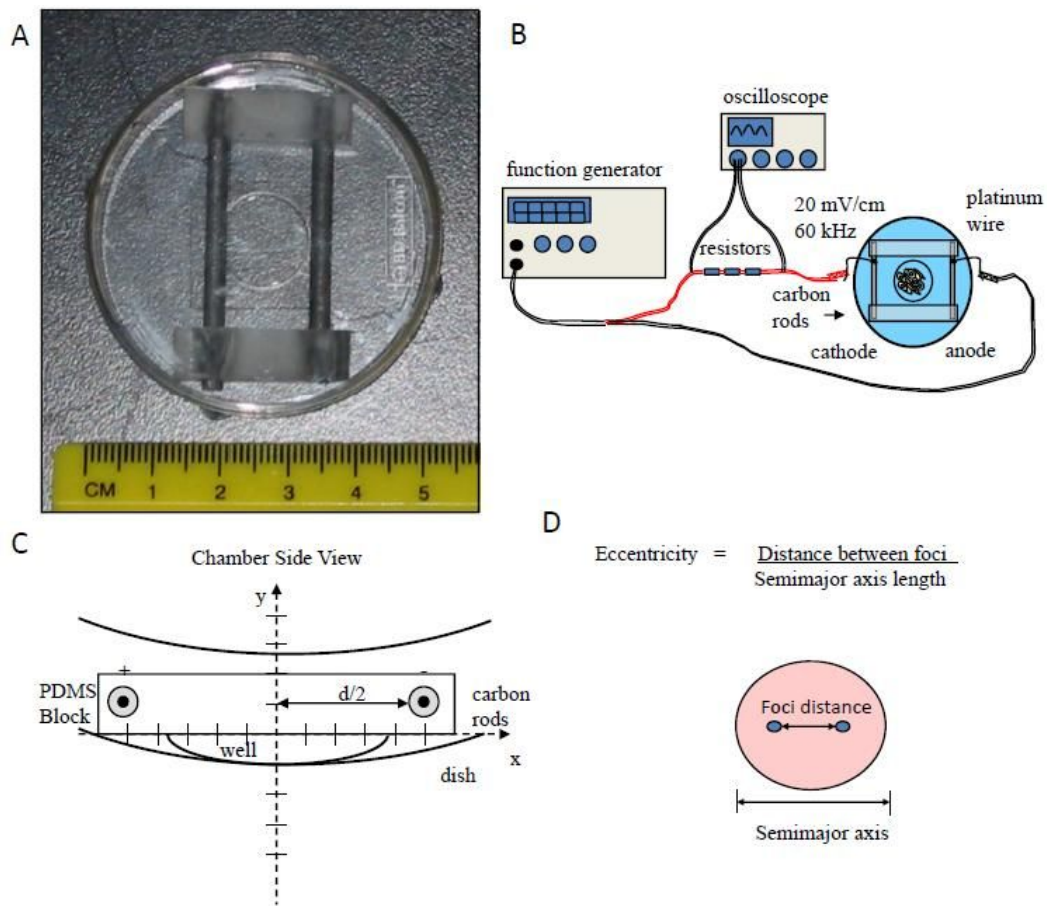 A
CM 1 2 3 4 5
B
oscilloscope
function generator
20 mV/cm
60 kHz
platinum
wire
resistors
carbon
rods
cathode
anode
C
Chamber Side View
y
+
-
PDMS
Block
d/2
carbon
rods
well
x
dish
D
Eccentricity = Distance between foci
Semimajor axis length
Foci distance
Semimajor axis